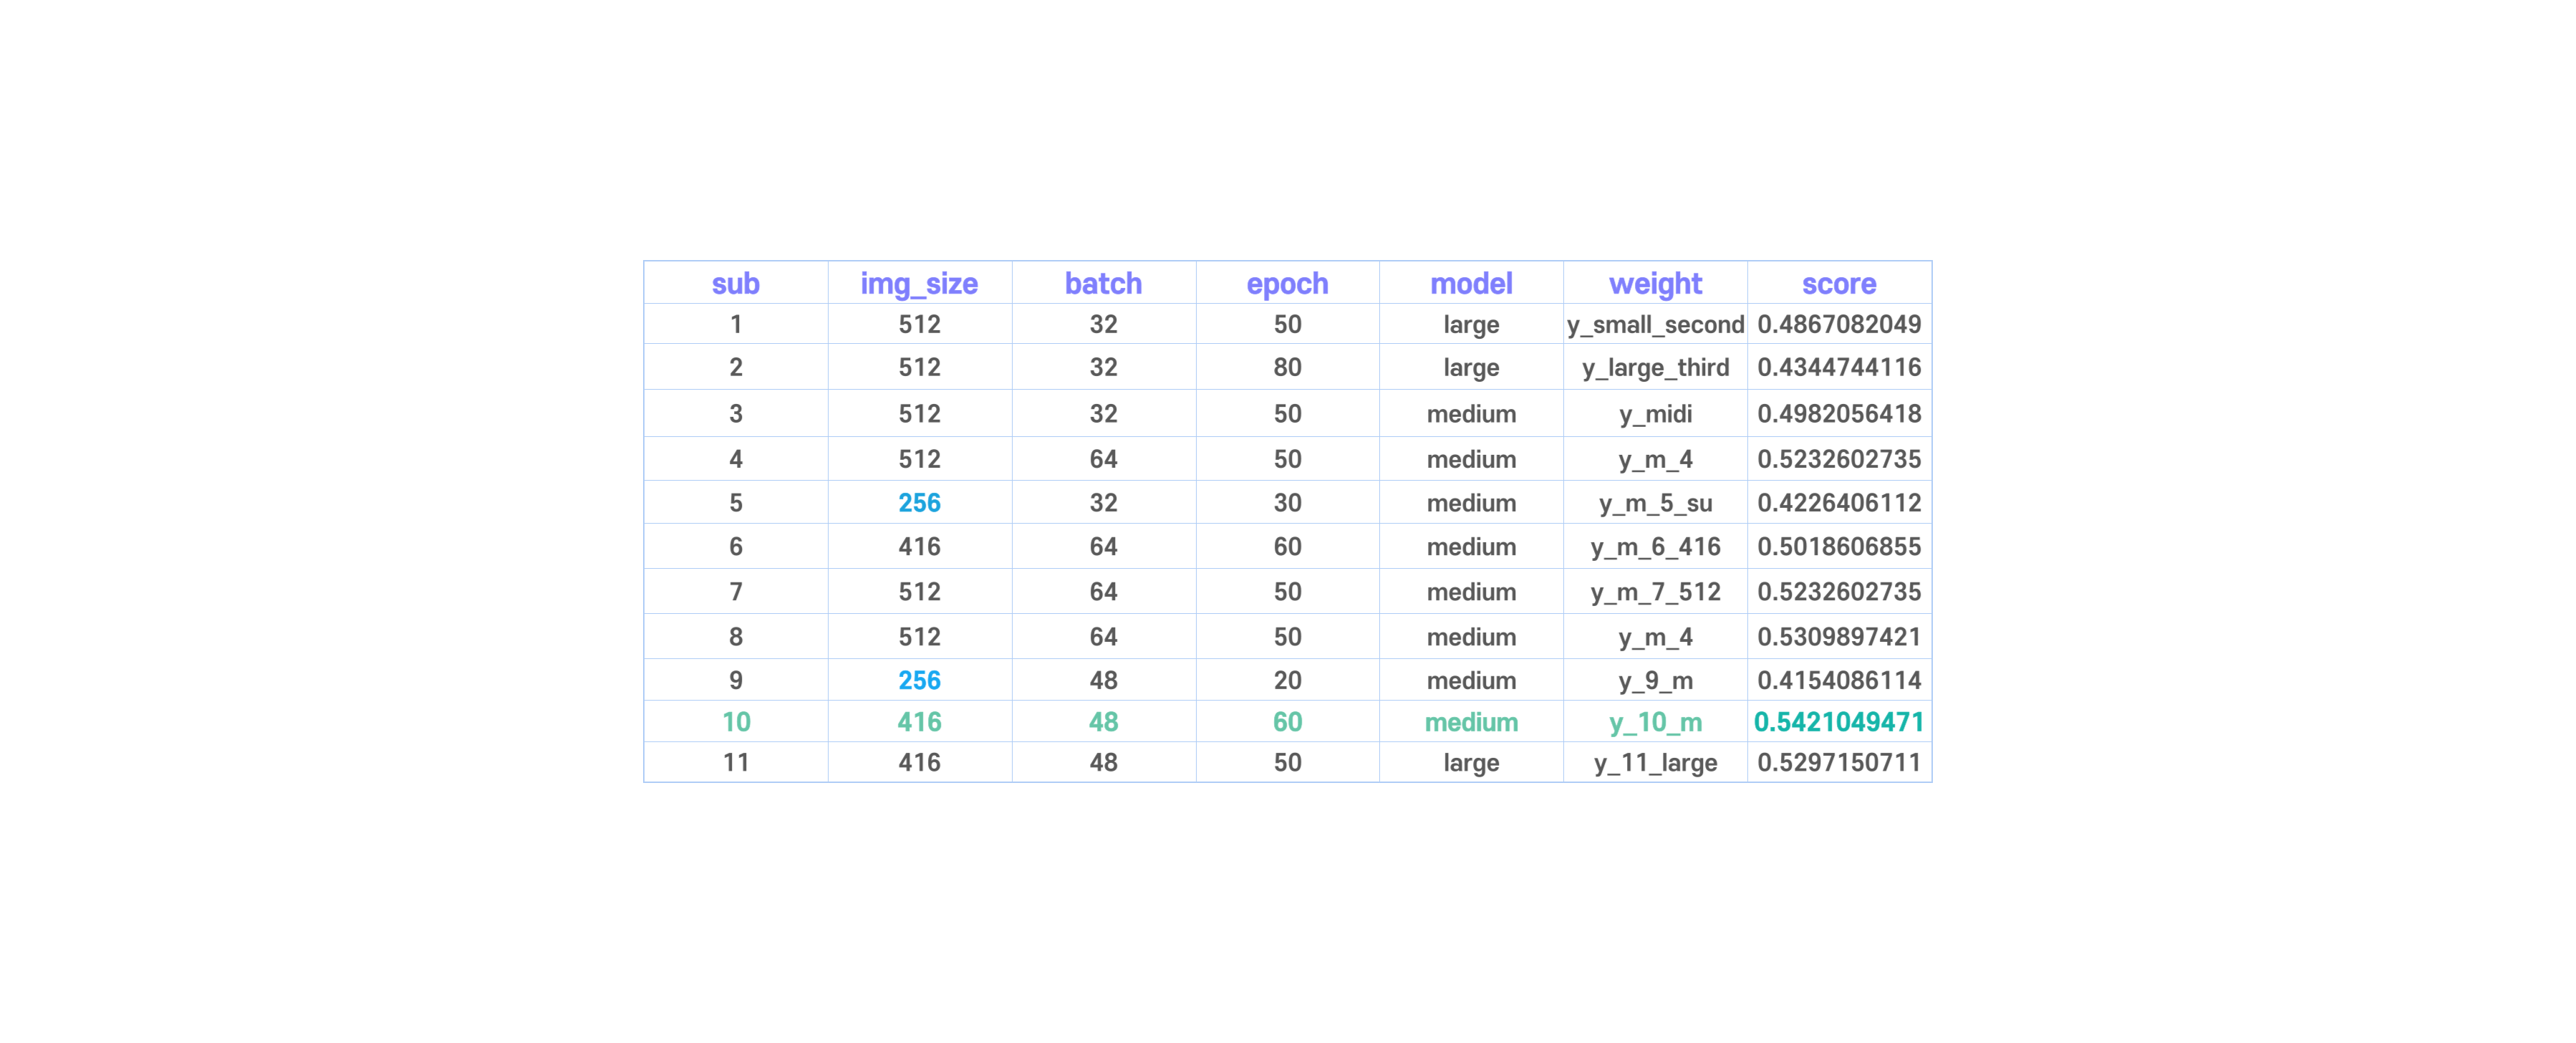 sub img_size batch epoch model weight score
1 512 32 50 large y_small_second 0.4867082049
2 512 32 80 large y_large_third 0.4344744116
3 512 32 50 medium y_midi 0.4982056418
4 512 64 50 medium y_m_4 0.5232602735
5 256 32 30 medium y_m_5_su 0.4226406112
6 416 64 60 medium y_m_6_416 0.5018606855
7 512 64 50 medium y_m_7_512 0.5232602735
8 512 64 50 medium y_m_4 0.5309897421
9 256 48 20 medium y_9_m 0.4154086114
10 416 48 60 medium y_10_m 0.5421049471
11 416 48 50 large y_11_large 0.5297150711